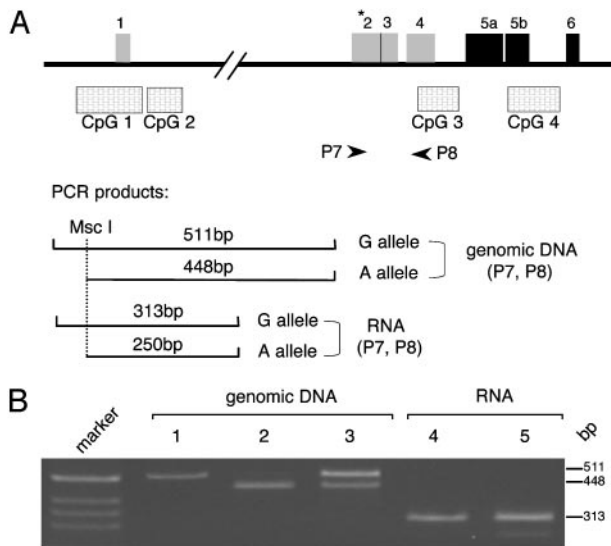 A
1 * 2 3 4 5a 5b 6
CpG 1 CpG 2 CpG 3 CpG 4
P7 P8
PCR products:
Msc I
511bp G allele
448bp A allele
genomic DNA
(P7, P8)
313bp G allele
250bp A allele
RNA
(P7, P8)
B
genomic DNA RNA
marker 1 2 3 4 5 bp
511
448
313